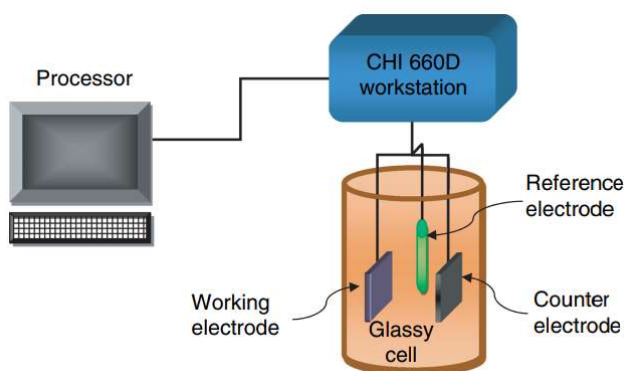 Processor
CHI 660D
workstation
Reference
electrode
Working
electrode
Glassy
cell
Counter
electrode